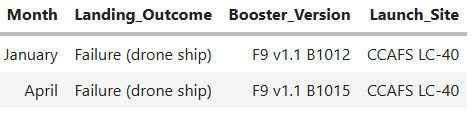 Month Landing_Outcome Booster_Version Launch_Site
January Failure (drone ship) F9 v1.1 B1012 CCAFS LC-40
April Failure (drone ship) F9 v1.1 B1015 CCAFS LC-40